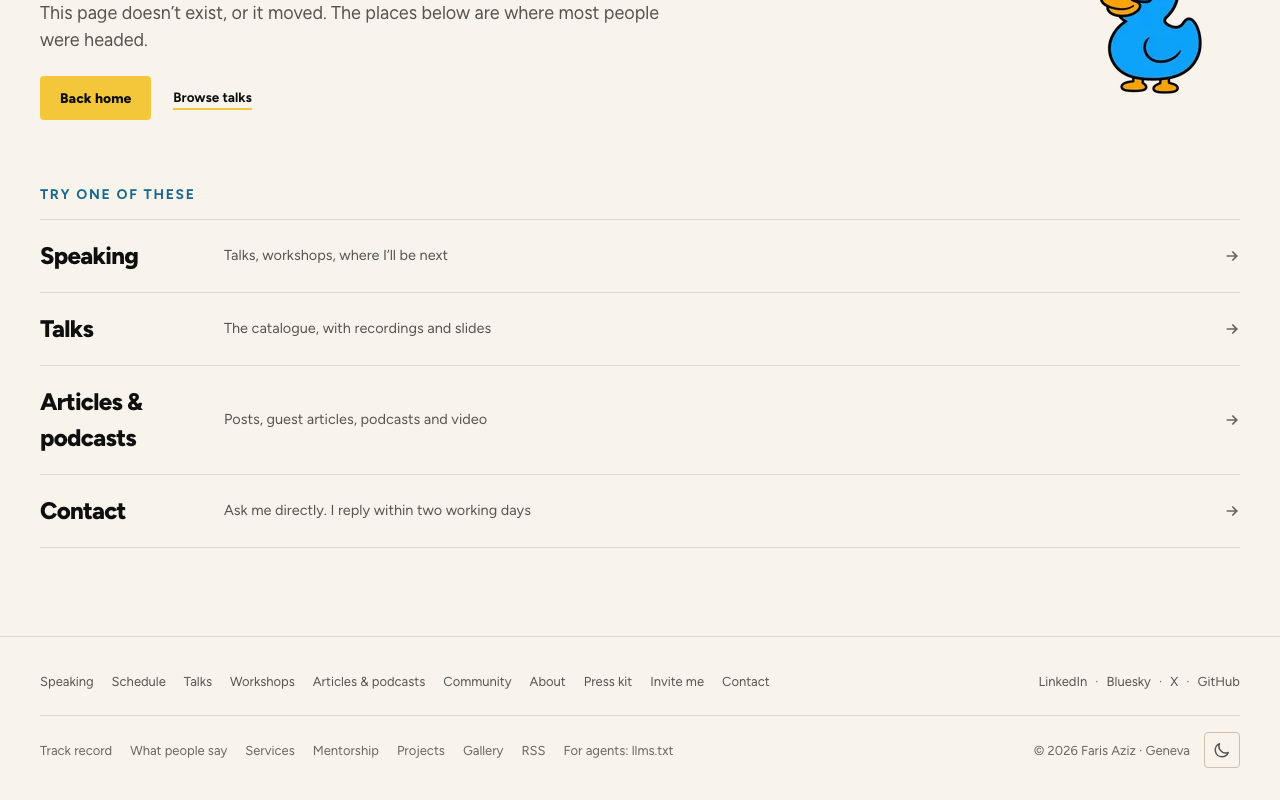 This page doesn’t exist, or it moved. The places below are where most people
were headed.
Back home
Browse talks
TRY ONE OF THESE
Speaking
Talks, workshops, where I’ll be next
Talks
The catalogue, with recordings and slides
Articles &
podcasts
Posts, guest articles, podcasts and video
Contact
Ask me directly. I reply within two working days
Speaking Schedule Talks Workshops Articles & podcasts Community About Press kit Invite me Contact
LinkedIn · Bluesky · X · GitHub
Track record What people say Services Mentorship Projects Gallery RSS For agents: llms.txt
© 2026 Faris Aziz · Geneva